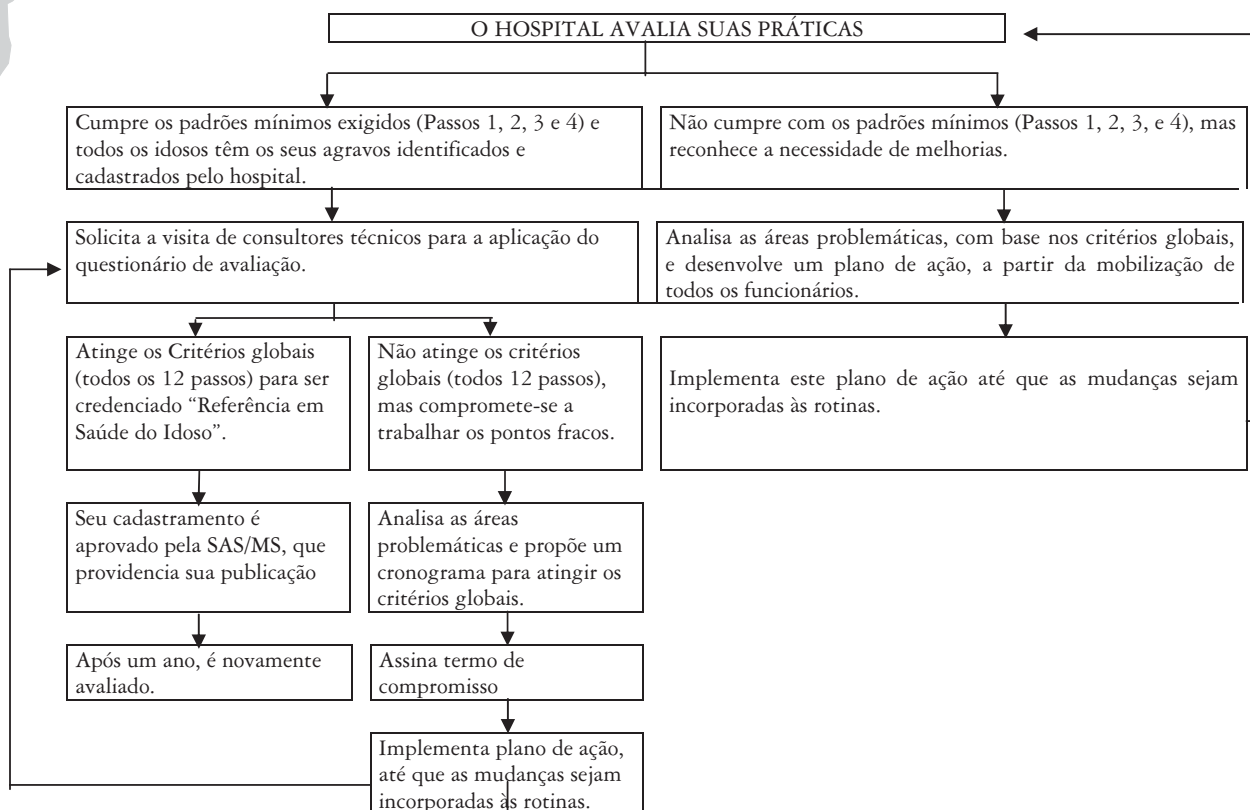 O HOSPITAL AVALIA SUAS PRÁTICAS
Cumpre os padrões mínimos exigidos (Passos 1, 2, 3 e 4) e
todos os idosos têm os seus agravos identificados e
cadastrados pelo hospital.
Não cumpre com os padrões mínimos (Passos 1, 2, 3, e 4), mas
reconhece a necessidade de melhorias.
Solicita a visita de consultores técnicos para a aplicação do
questionário de avaliação.
Analisa as áreas problemáticas, com base nos critérios globais,
e desenvolve um plano de ação, a partir da mobilização de
todos os funcionários.
Atinge os Critérios globais
(todos os 12 passos) para ser
credenciado “Referência em
Saúde do Idoso”.
Não atinge os critérios
globais (todos 12 passos),
mas compromete-se a
trabalhar os pontos fracos.
Implementa este plano de ação até que as mudanças sejam
incorporadas às rotinas.
Seu cadastramento é
aprovado pela SAS/MS, que
providencia sua publicação
Analisa as áreas
problemáticas e propõe um
cronograma para atingir os
critérios globais.
Após um ano, é novamente
avaliado.
Assina termo de
compromisso
Implementa plano de ação,
até que as mudanças sejam
incorporadas às rotinas.